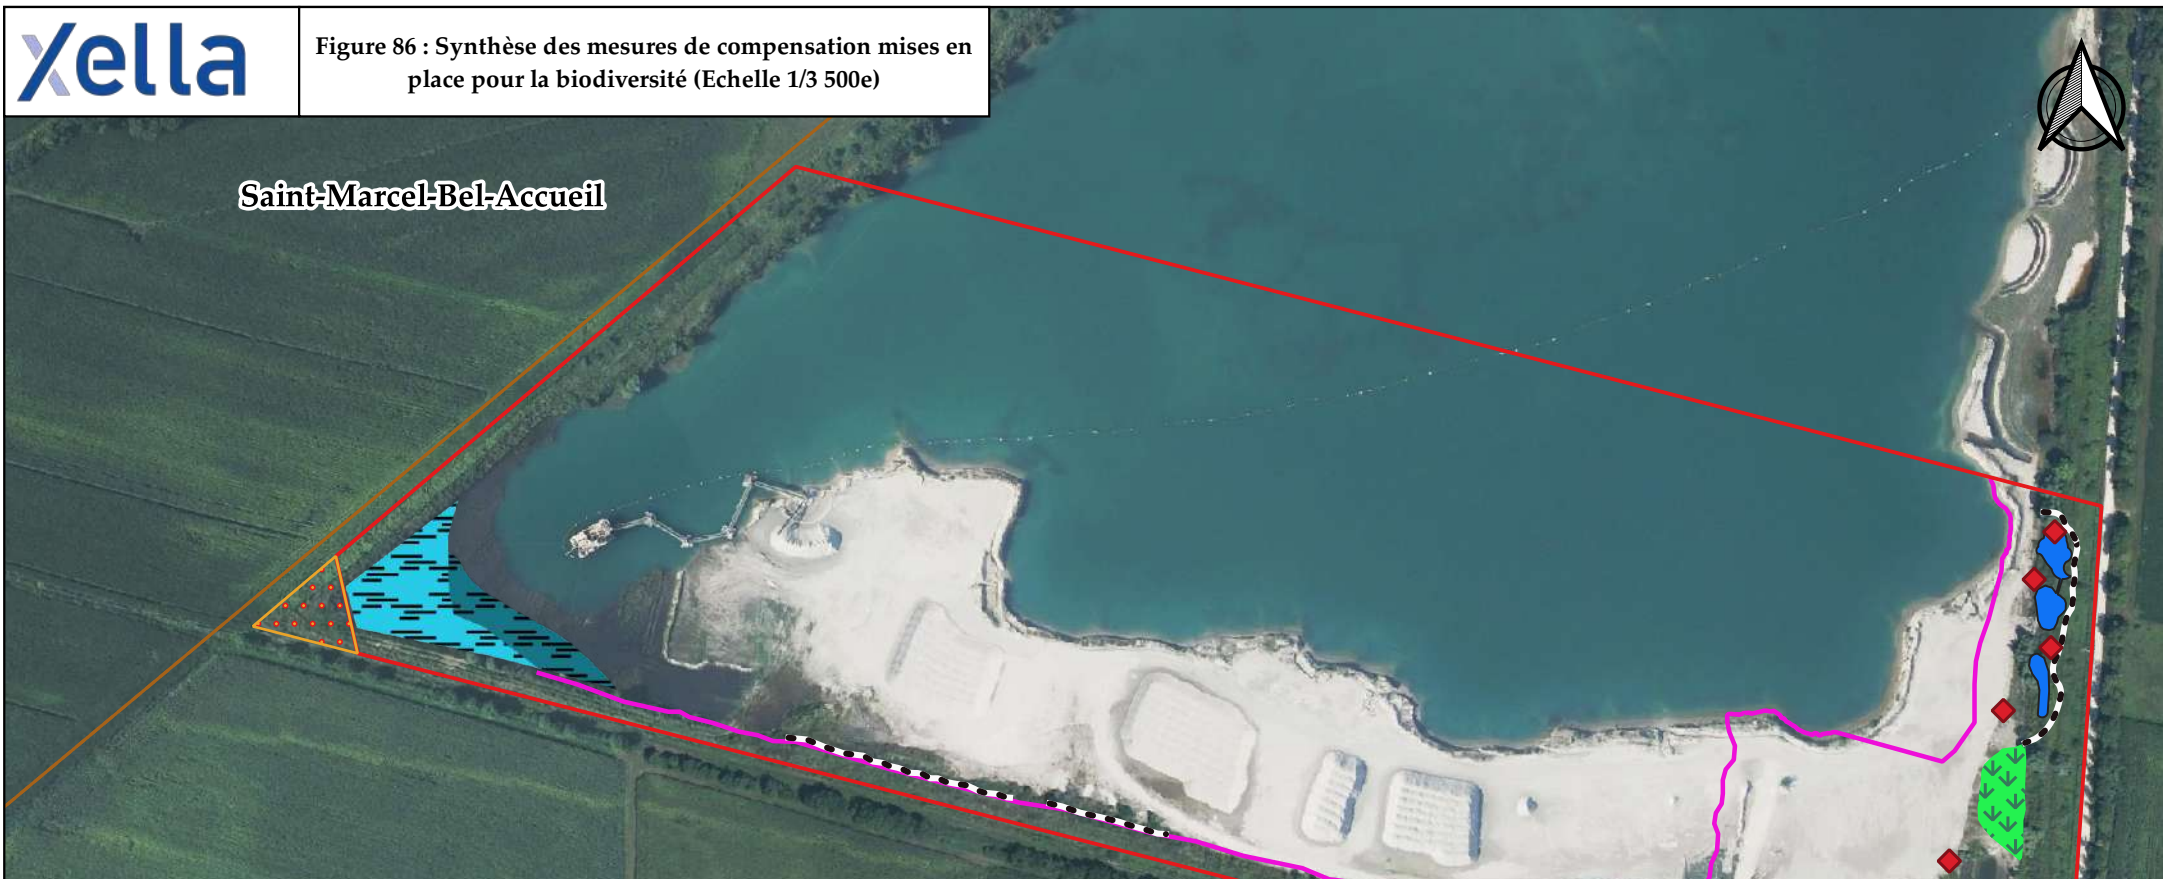 Xella
Figure 86 : Synthèse des mesures de compensation mises en
place pour la biodiversité (Echelle 1/3 500e)
Saint-Marcel-Bel-Accueil